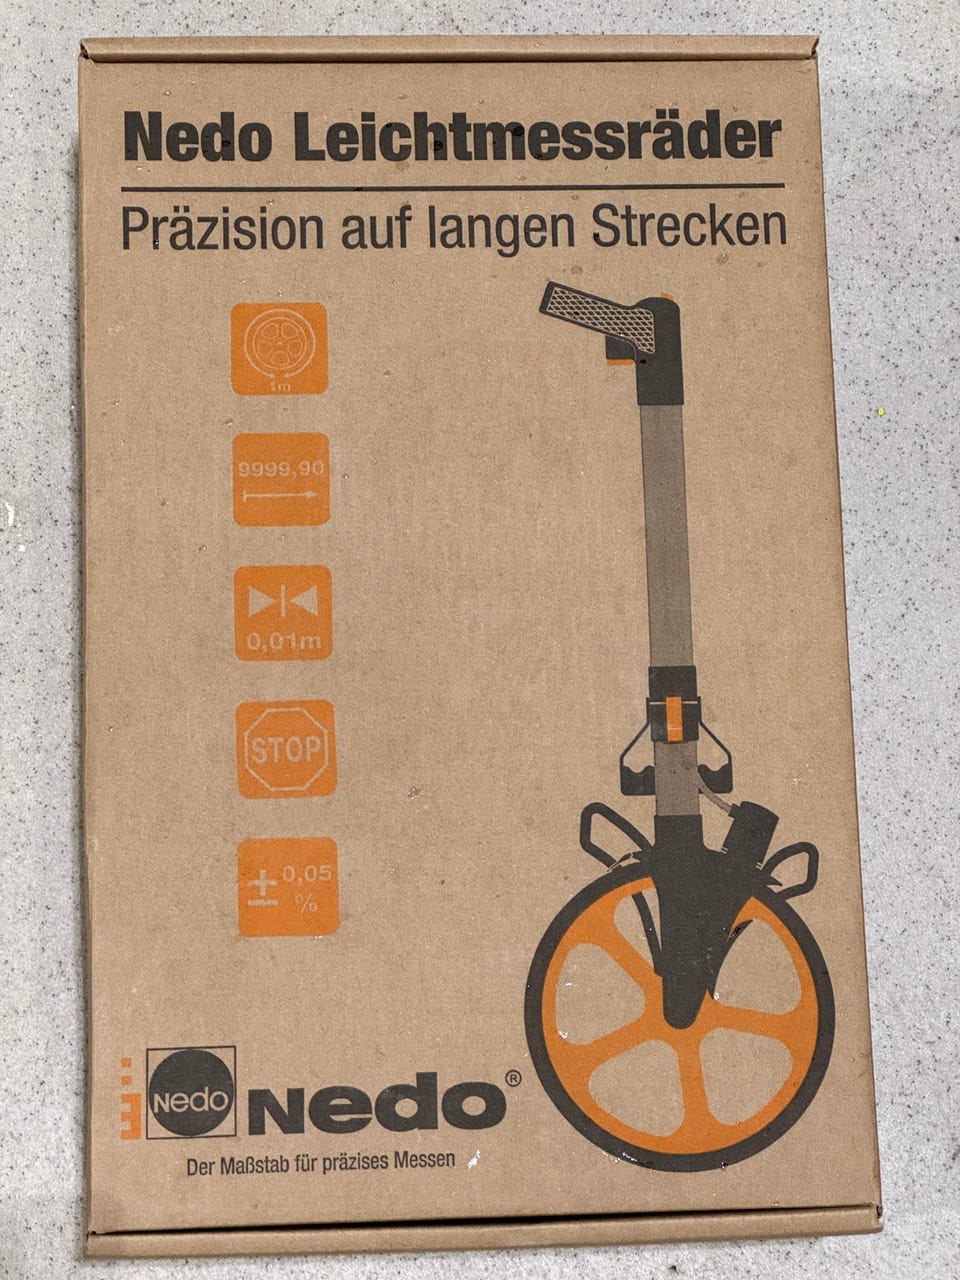 Nedo Leichtmessräder
Präzision auf langen Strecken
1m
9999,90
0,01m
STOP
± 0,05
%
Nedo
Nedo®
Der Maßstab für präzises Messen